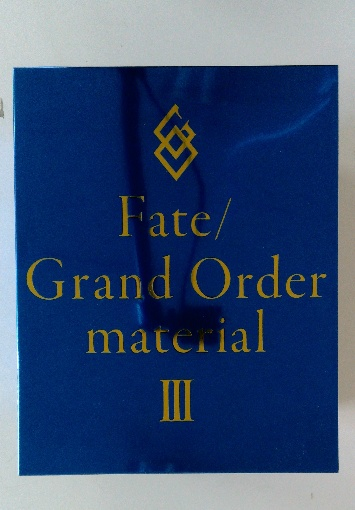 Fate/
Grand Order
material
III